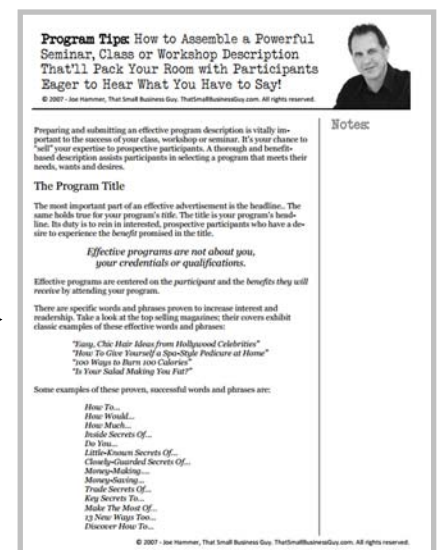 Program Tips: How to Assemble a Powerful
Seminar, Class or Workshop Description
That'll Pack Your Room with Participants
Eager to Hear What You Have to Say!
© 2007 - Joe Hammer, That Small Business Guy. ThatSmallBusinessGuy.com. All rights reserved.
Notes:
Preparing and submitting an effective program description is vitally im-
portant to the success of your class, workshop or seminar. It's your chance to
"sell" your expertise to prospective participants. A thorough and benefit-
based description assists participants in selecting a program that meets their
needs, wants and desires.
The Program Title
The most important part of an effective advertisement is the headline.. The
same holds true for your program's title. The title is your program's head-
line. Its duty is to rein in interested, prospective participants who have a de-
sire to experience the benefit promised in the title.
Effective programs are not about you,
your credentials or qualifications.
Effective programs are centered on the participant and the benefits they will
receive by attending your program.
There are specific words and phrases proven to increase interest and
readership. Take a look at the top selling magazines; their covers exhibit
classic examples of these effective words and phrases:
"Easy, Chic Hair Ideas from Hollywood Celebrities"
"How To Give Yourself a Spa-Style Pedicure at Home"
"100 Ways to Burn 100 Calories"
"Is Your Salad Making You Fat?"
Some examples of these proven, successful words and phrases are:
How To...
How Would...
How Much...
Inside Secrets Of...
Do You...
Little-Known Secrets Of...
Closely-Guarded Secrets Of...
Money-Making....
Money-Saving...
Trade Secrets Of...
Key Secrets To...
Make The Most Of...
13 New Ways Too...
Discover How To...
© 2007 - Joe Hammer, That Small Business Guy. ThatSmallBusinessGuy.com. All rights reserved.